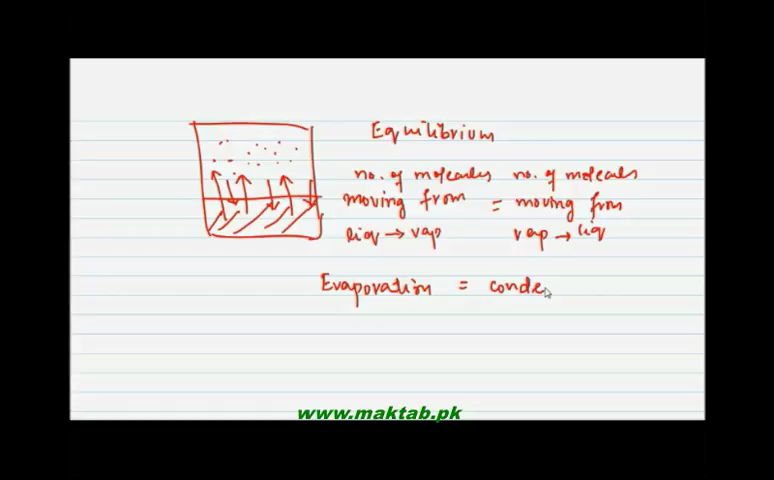 Equilibrium
no. of molecules no. of molecules
moving from = moving from
liq → vap vap → liq
Evaporation = conde
www.maktab.pk